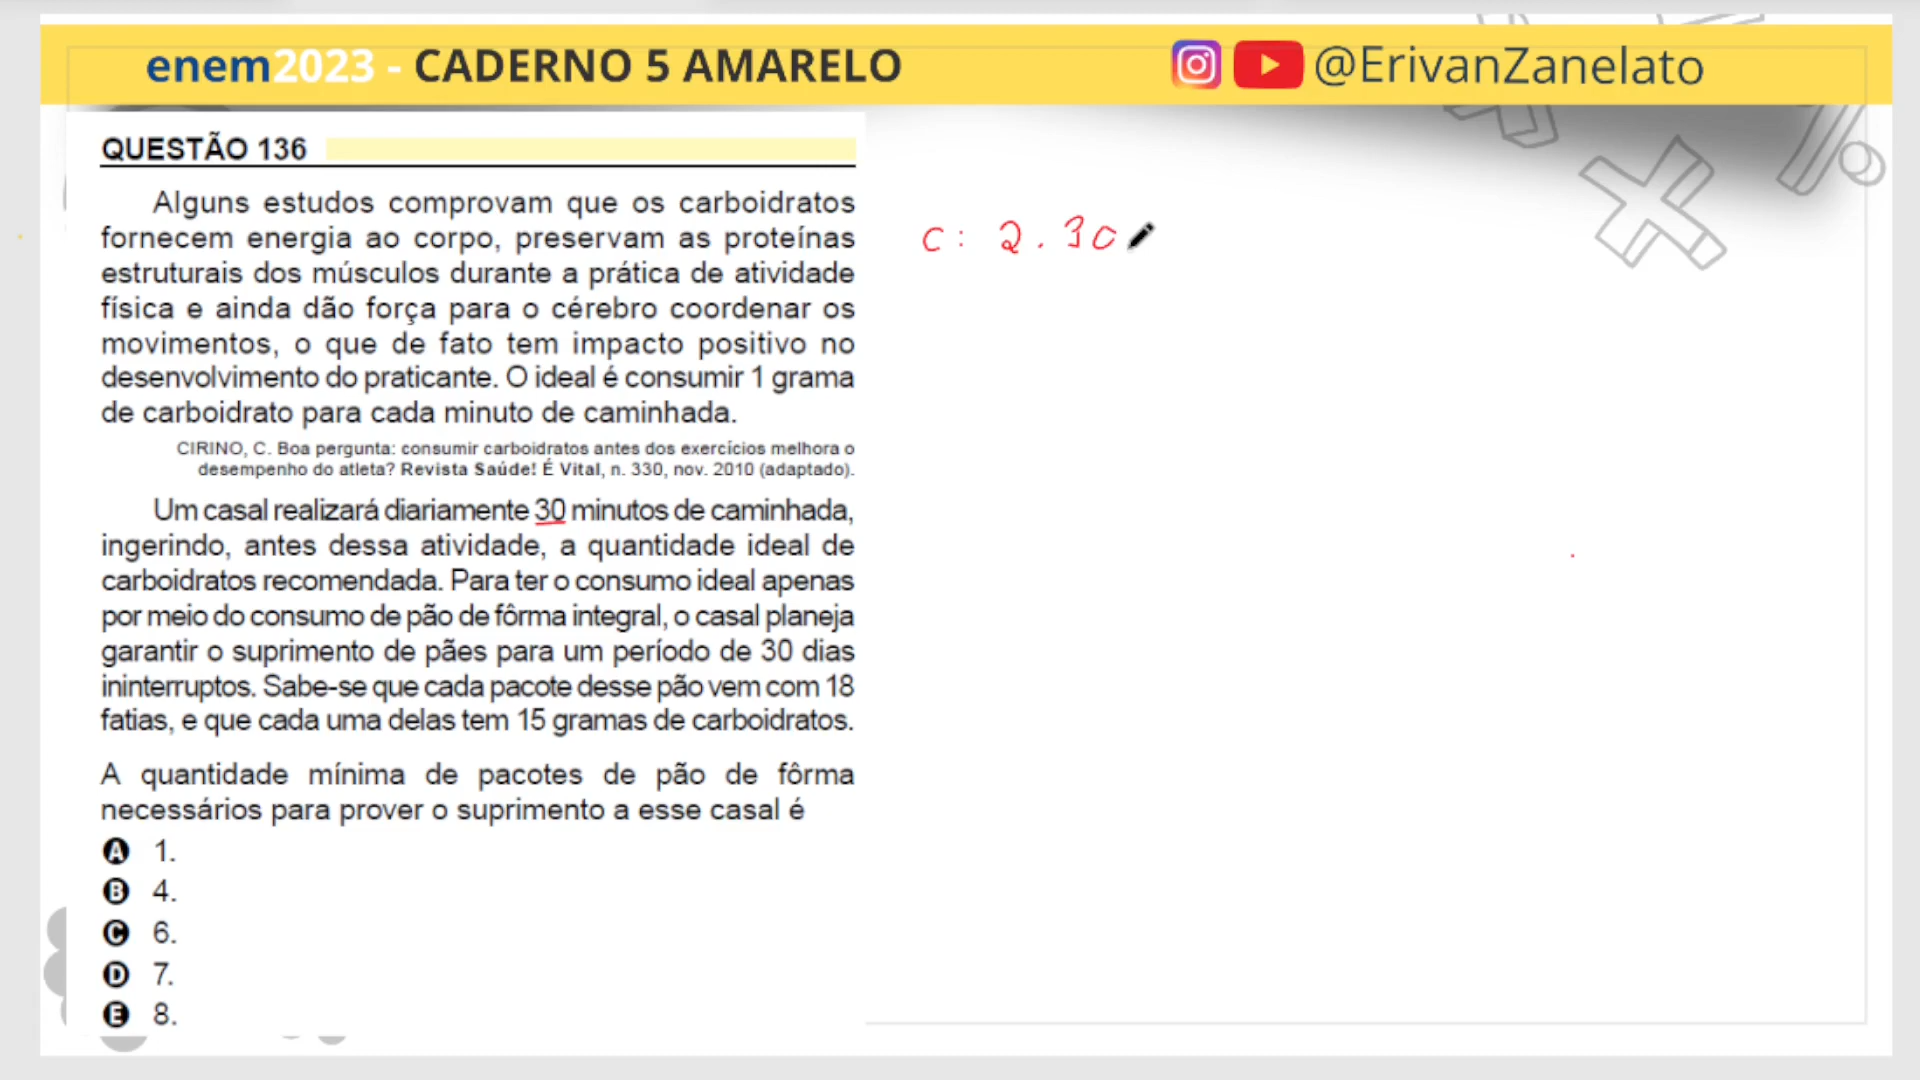 enem2023 - CADERNO 5 AMARELO
@ErivanZanelato
QUESTÃO 136
Alguns estudos comprovam que os carboidratos
fornecem energia ao corpo, preservam as proteínas
estruturais dos músculos durante a prática de atividade
física e ainda dão força para o cérebro coordenar os
movimentos, o que de fato tem impacto positivo no
desenvolvimento do praticante. O ideal é consumir 1 grama
de carboidrato para cada minuto de caminhada.
CIRINO, C. Boa pergunta: consumir carboidratos antes dos exercícios melhora o
desempenho do atleta? Revista Saúde! É Vital, n. 330, nov. 2010 (adaptado).
Um casal realizará diariamente 30 minutos de caminhada,
ingerindo, antes dessa atividade, a quantidade ideal de
carboidratos recomendada. Para ter o consumo ideal apenas
por meio do consumo de pão de fôrma integral, o casal planeja
garantir o suprimento de pães para um período de 30 dias
ininterruptos. Sabe-se que cada pacote desse pão vem com 18
fatias, e que cada uma delas tem 15 gramas de carboidratos.
A quantidade mínima de pacotes de pão de fôrma
necessários para prover o suprimento a esse casal é
A 1.
B 4.
C 6.
D 7.
E 8.
C: 2.30